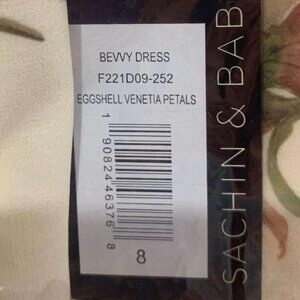 BEVVY DRESS
F221D09-252
EGGSHELL VENETIA PETALS
1 90824 46376 8
8
SACHIN & BAB